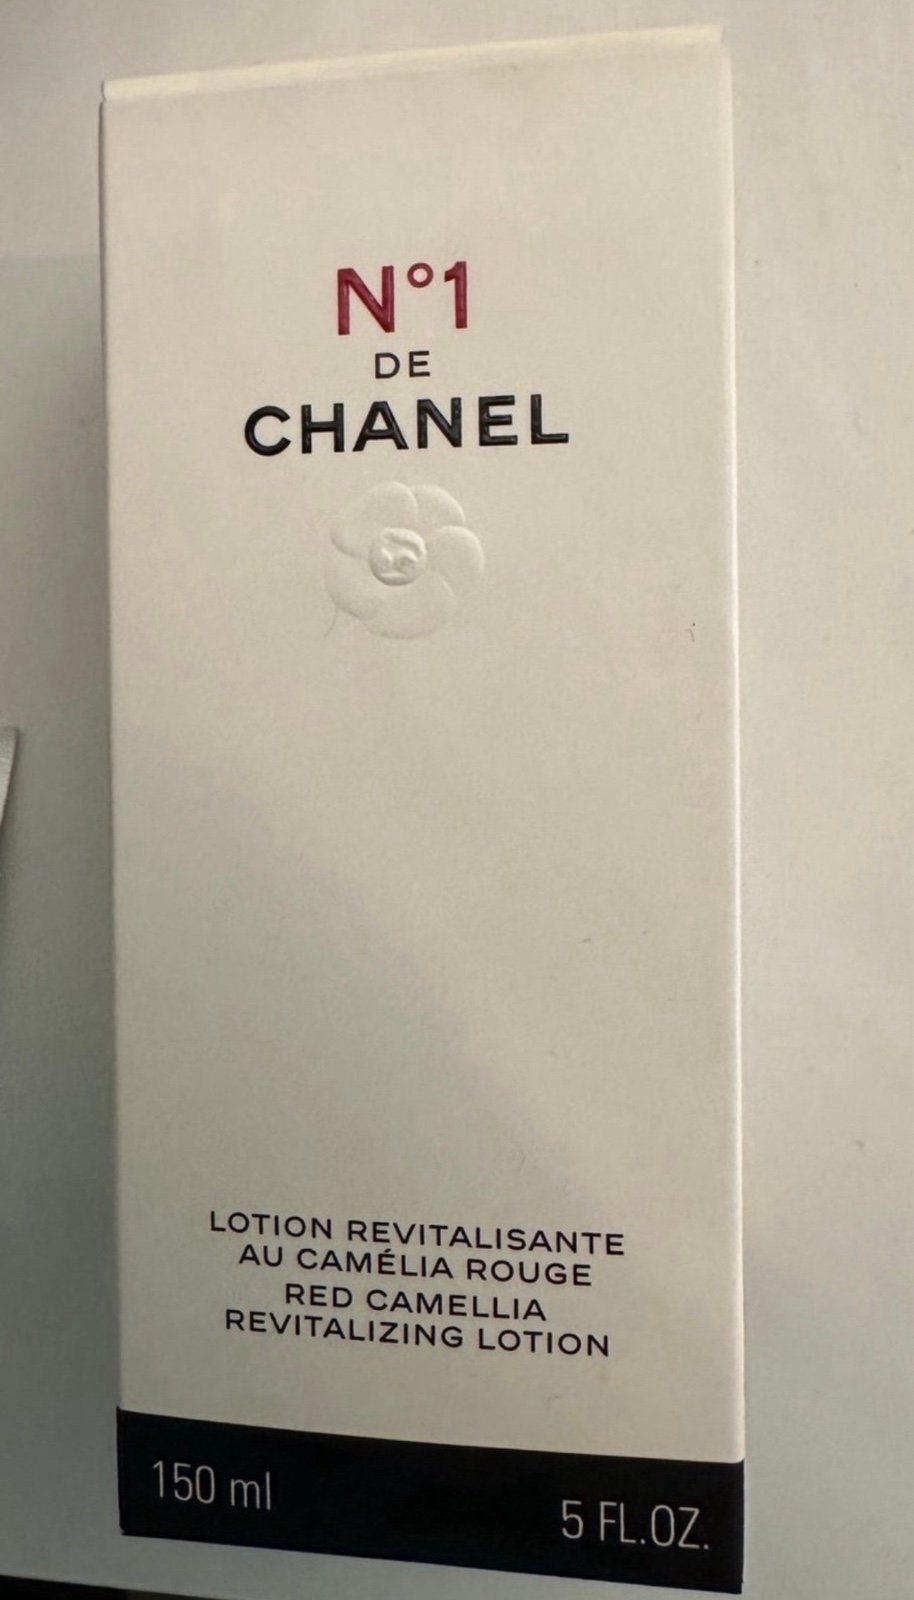 N°1
DE
CHANEL
LOTION REVITALISANTE
AU CAMÉLIA ROUGE
RED CAMELLIA
REVITALIZING LOTION
150 ml
5 FL.OZ.